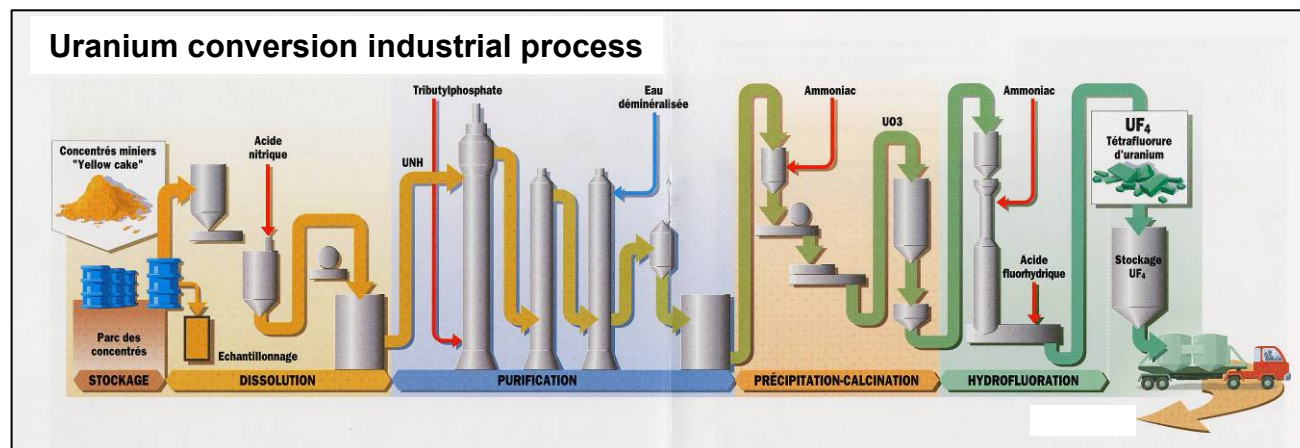 Uranium conversion industrial process
Concentrés miniers
"Yellow cake"
Parc des
concentrés
Echantillonnage
Acide
nitrique
UNH
Tributylphosphate
Eau
déminéralisée
Ammoniac
UO3
Ammoniac
Acide
fluorhydrique
UF4
Tétrafluorure
d'uranium
Stockage
UF4
STOCKAGE
DISSOLUTION
PURIFICATION
PRÉCIPITATION-CALCINATION
HYDROFLUORATION